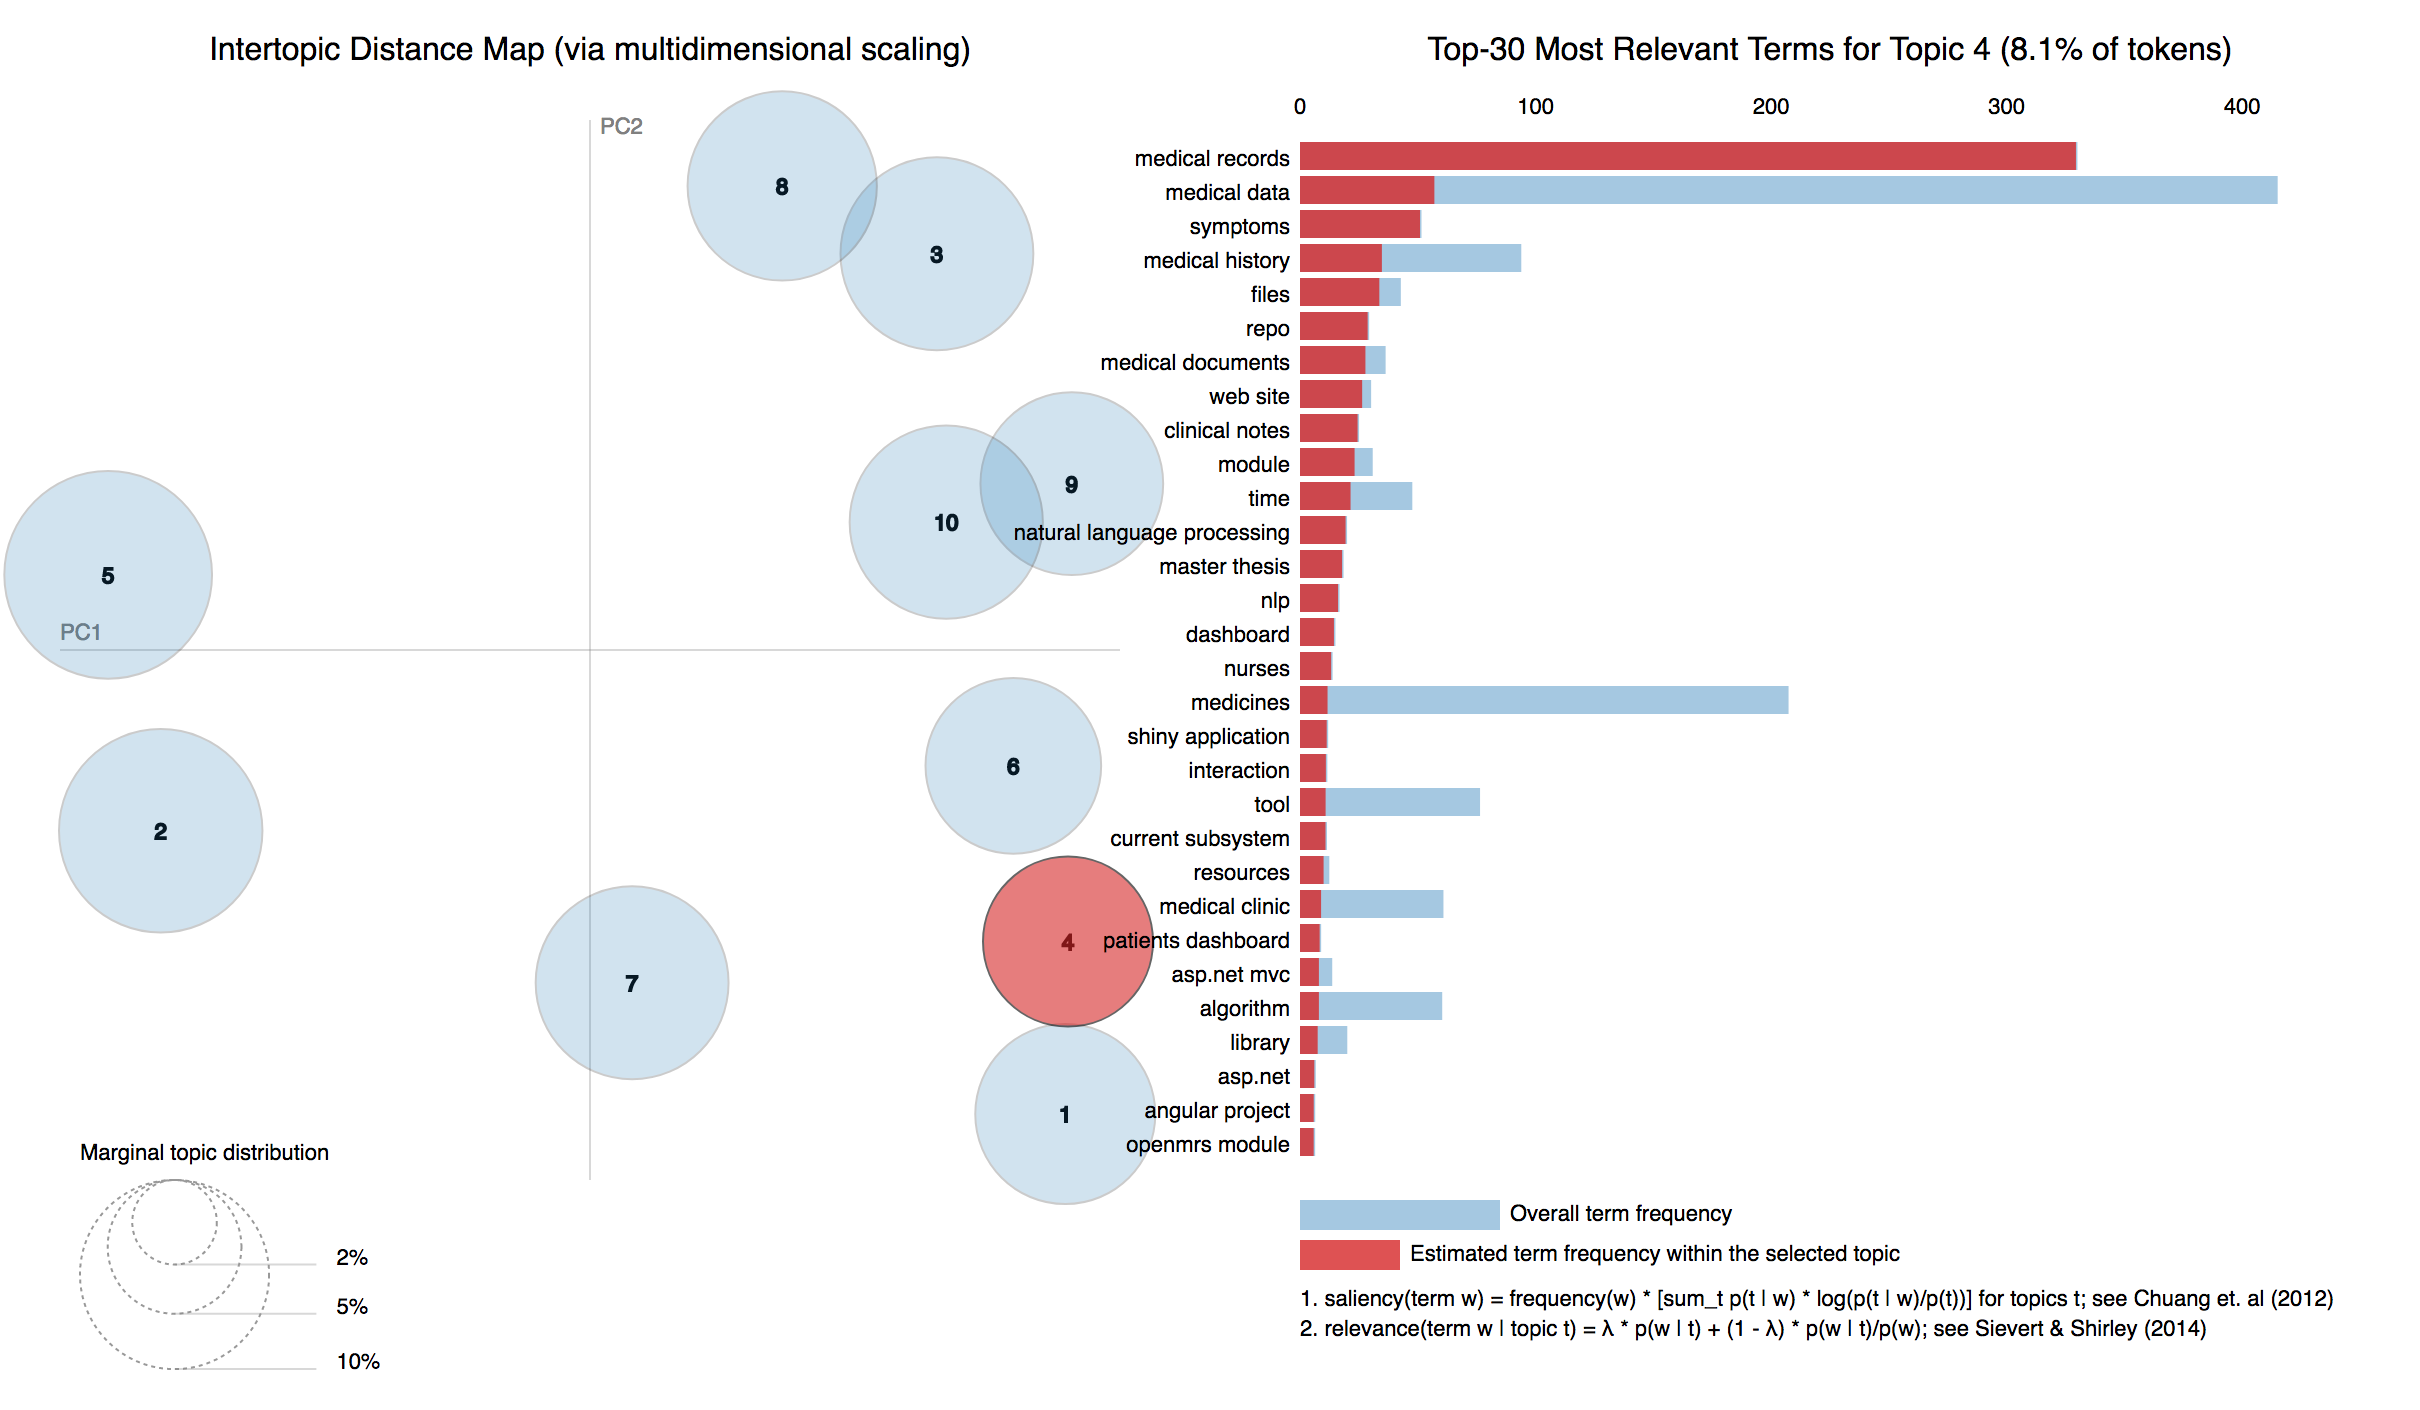 Intertopic Distance Map (via multidimensional scaling)
PC2
8
3
9
10
5
PC1
6
2
4
7
1
Marginal topic distribution
2%
5%
10%
Top-30 Most Relevant Terms for Topic 4 (8.1% of tokens)
0 100 200 300 400
medical records
medical data
symptoms
medical history
files
repo
medical documents
web site
clinical notes
module
time
natural language processing
master thesis
nlp
dashboard
nurses
medicines
shiny application
interaction
tool
current subsystem
resources
medical clinic
patients dashboard
asp.net mvc
algorithm
library
asp.net
angular project
openmrs module
Overall term frequency
Estimated term frequency within the selected topic
1. saliency(term w) = frequency(w) * [sum_t p(t | w) * log(p(t | w)/p(t))] for topics t; see Chuang et. al (2012)
2. relevance(term w | topic t) = λ * p(w | t) + (1 - λ) * p(w | t)/p(w); see Sievert & Shirley (2014)